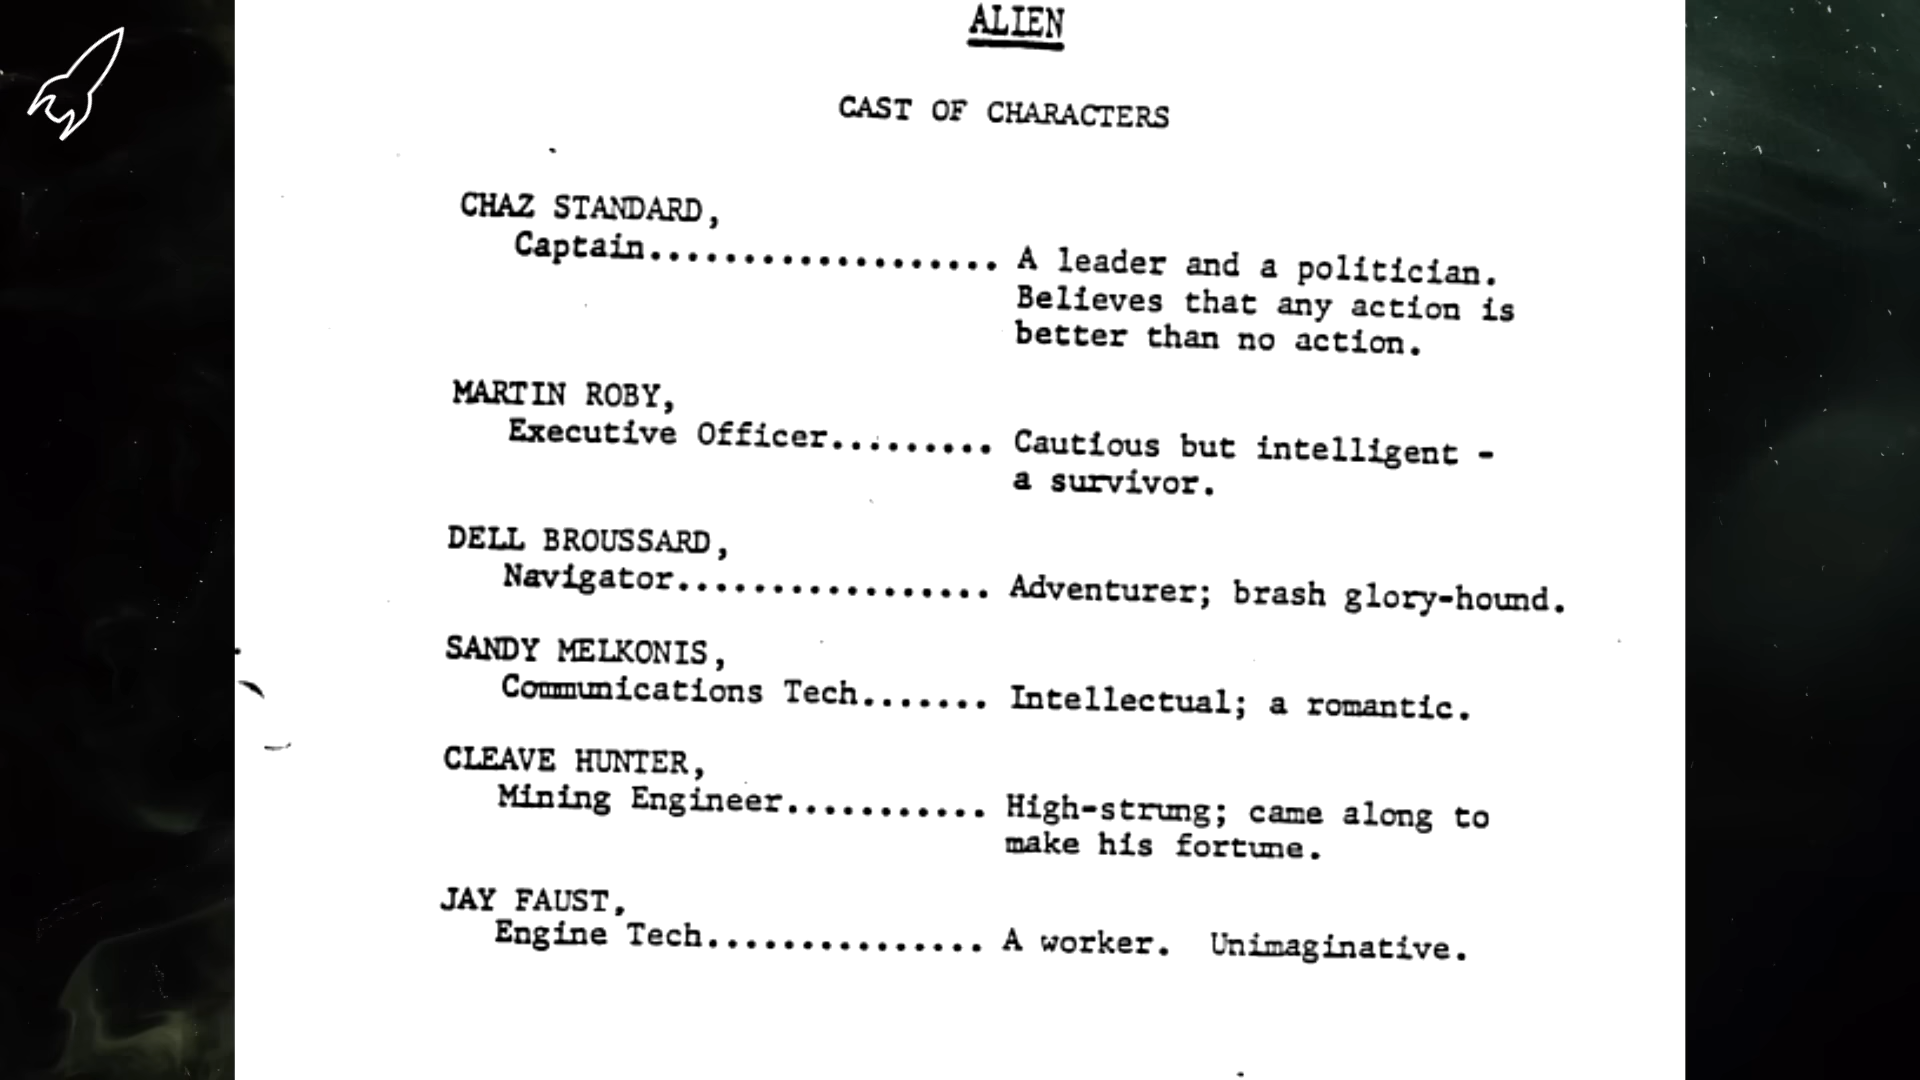 ALIEN
CAST OF CHARACTERS
CHAZ STANDARD,
Captain................... A leader and a politician.
Believes that any action is
better than no action.
MARTIN ROBY,
Executive Officer......... Cautious but intelligent -
a survivor.
DELL BROUSSARD,
Navigator................. Adventurer; brash glory-hound.
SANDY MELKONIS,
Communications Tech....... Intellectual; a romantic.
CLEAVE HUNTER,
Mining Engineer........... High-strung; came along to
make his fortune.
JAY FAUST,
Engine Tech............... A worker. Unimaginative.